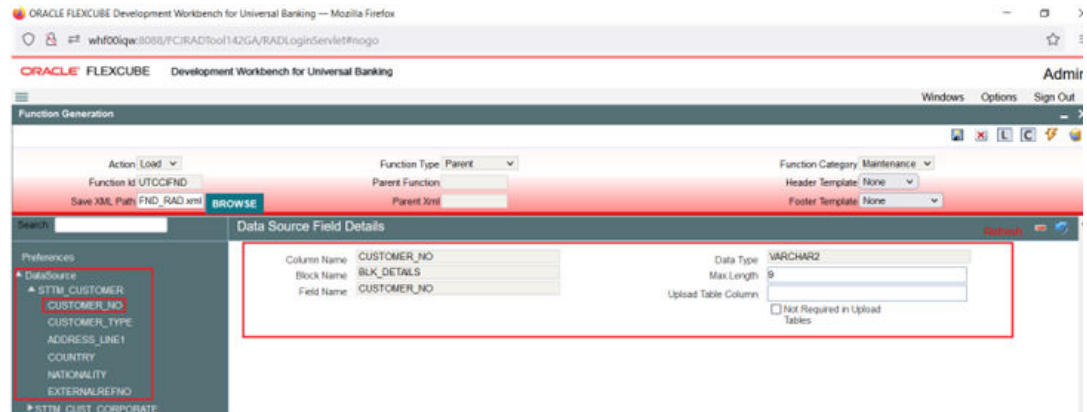 ORACLE FLEXCUBE Development Workbench for Universal Banking — Mozilla Firefox
whf00iqw:8088/FCJRADTool142GA/RADLoginServlet#nogo
ORACLE FLEXCUBE Development Workbench for Universal Banking Admin
Windows Options Sign Out
Function Generation
L C
Action Load Function Type Parent Function Category Maintenance
Function Id UTCCIFND Parent Function Header Template None
Save XML Path FND_RAD.xml BROWSE Parent Xml Footer Template None
Search Data Source Field Details Refresh
Preferences
DataSource
STTM_CUSTOMER
CUSTOMER_NO
CUSTOMER_TYPE
ADDRESS_LINE1
COUNTRY
NATIONALITY
EXTERNALREFNO
STTM_CUST_CORPORATE
Column Name CUSTOMER_NO Data Type VARCHAR2
Block Name BLK_DETAILS Max Length 9
Field Name CUSTOMER_NO Upload Table Column
Not Required in Upload
Tables